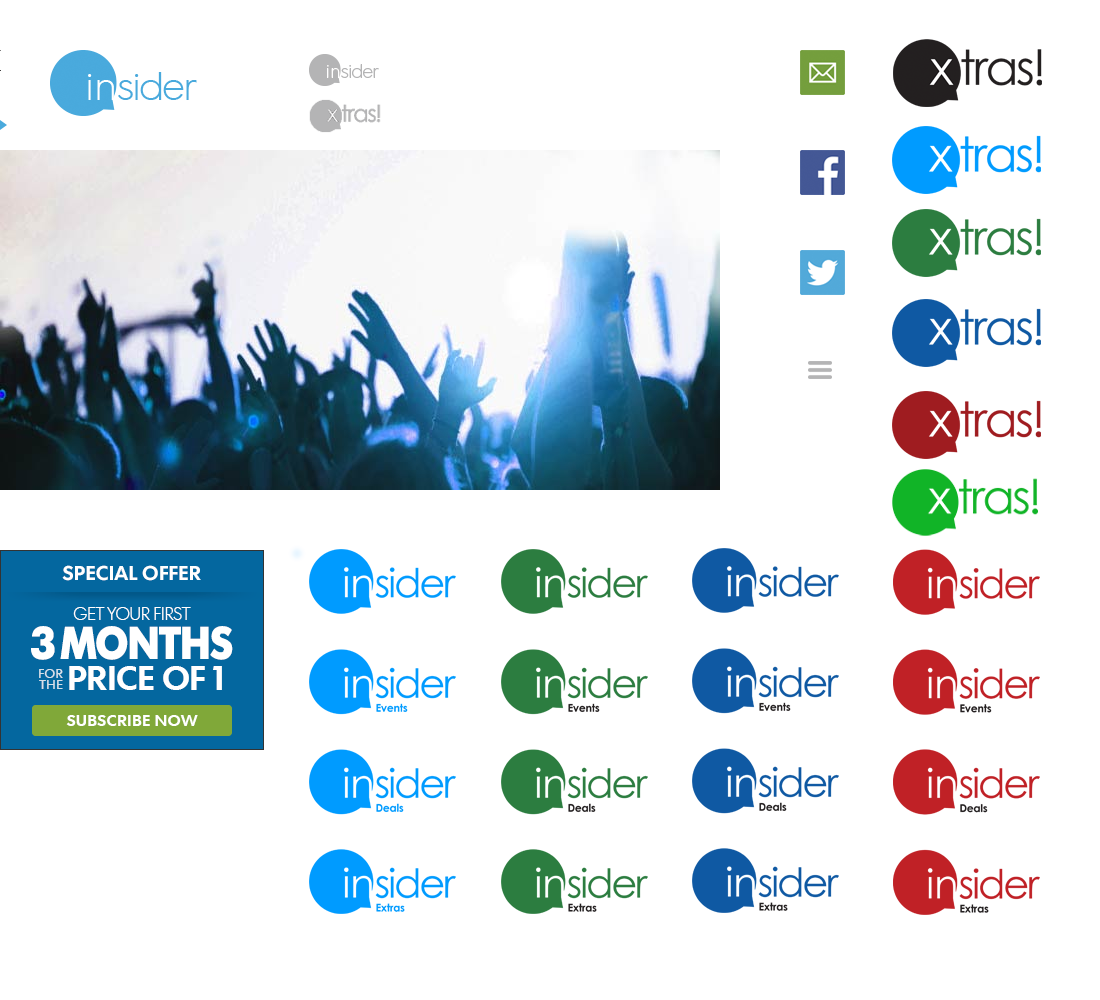 insider
insider
xtras!
xtras!
xtras!
xtras!
xtras!
xtras!
xtras!
SPECIAL OFFER
GET YOUR FIRST
3 MONTHS
FOR THE PRICE OF 1
SUBSCRIBE NOW
insider
insider
insider
insider
insider
Events
insider
Events
insider
Events
insider
Events
insider
Deals
insider
Deals
insider
Deals
insider
Deals
insider
Extras
insider
Extras
insider
Extras
insider
Extras